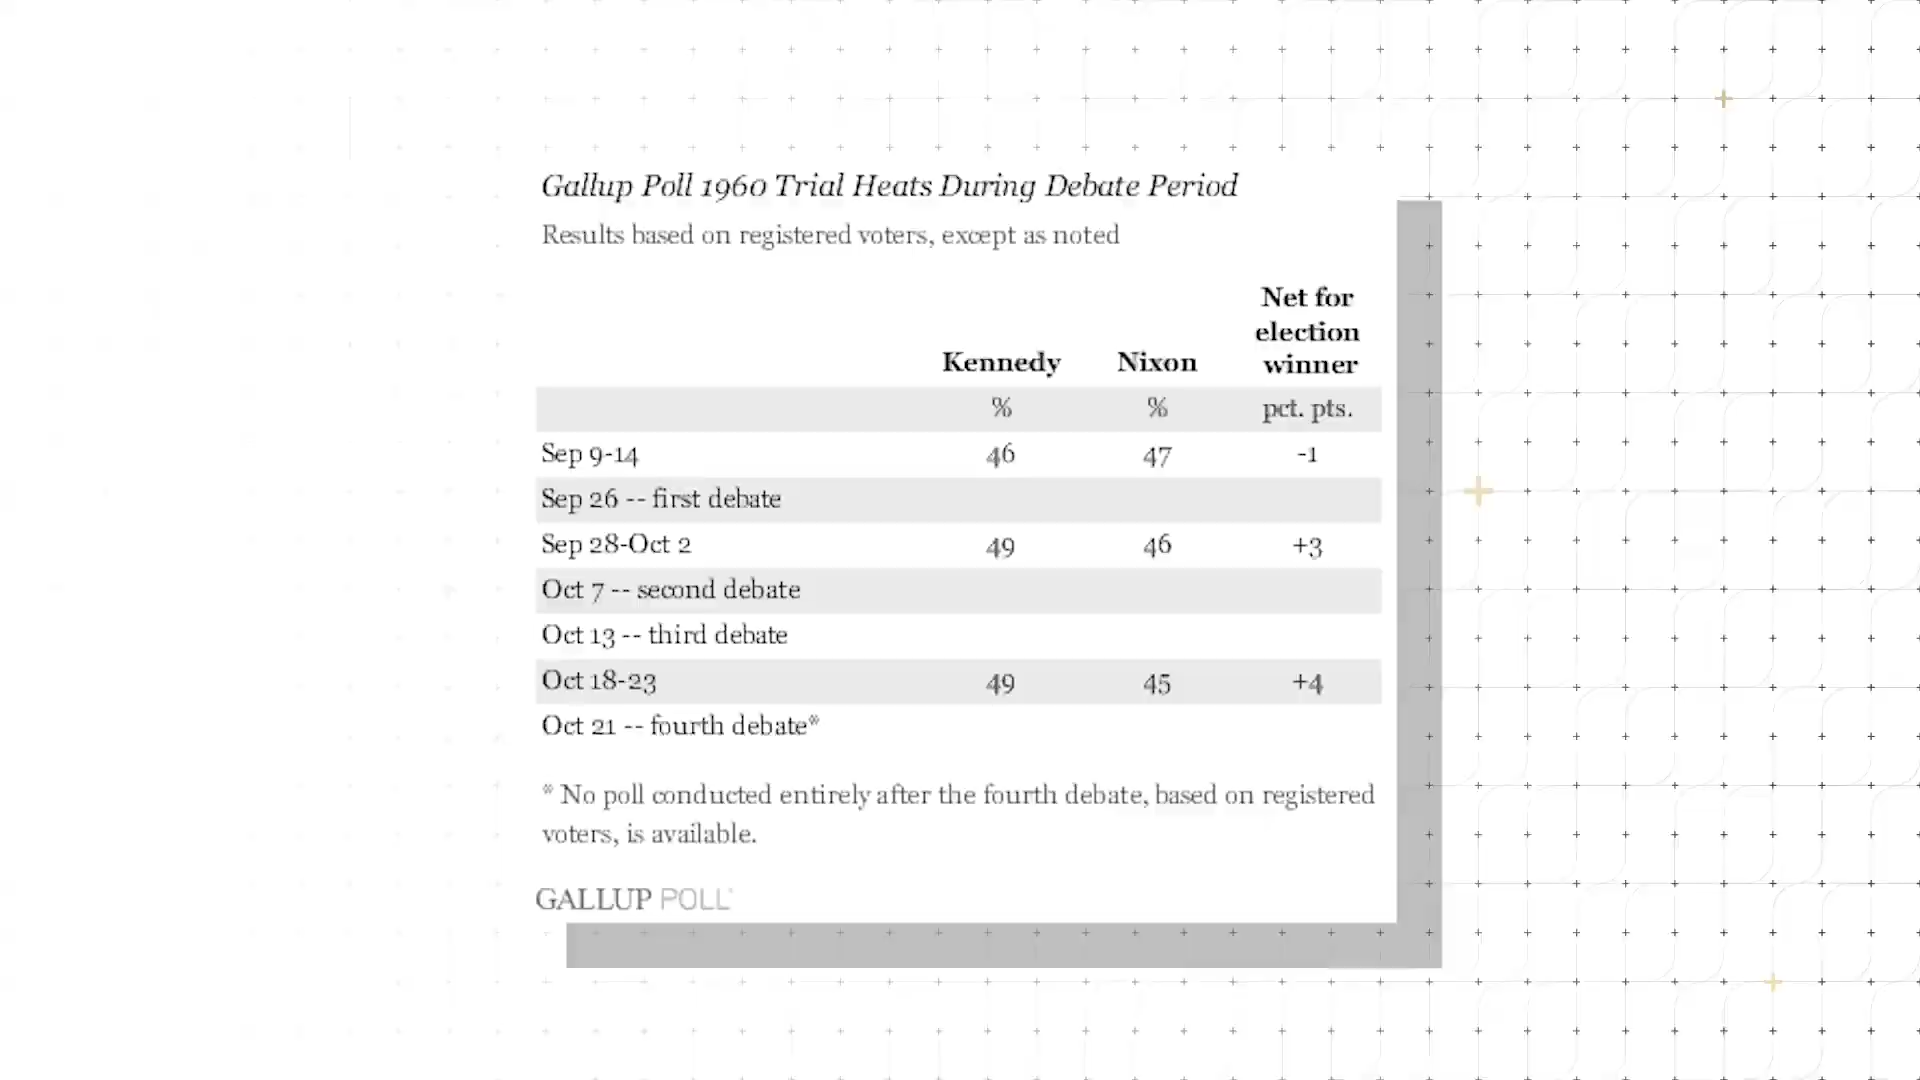 Gallup Poll 1960 Trial Heats During Debate Period
Results based on registered voters, except as noted
Net for
election
Kennedy Nixon winner
% % pct. pts.
Sep 9-14 46 47 -1
Sep 26 -- first debate
Sep 28-Oct 2 49 46 +3
Oct 7 -- second debate
Oct 13 -- third debate
Oct 18-23 49 45 +4
Oct 21 -- fourth debate*
* No poll conducted entirely after the fourth debate, based on registered
voters, is available.
GALLUP POLL